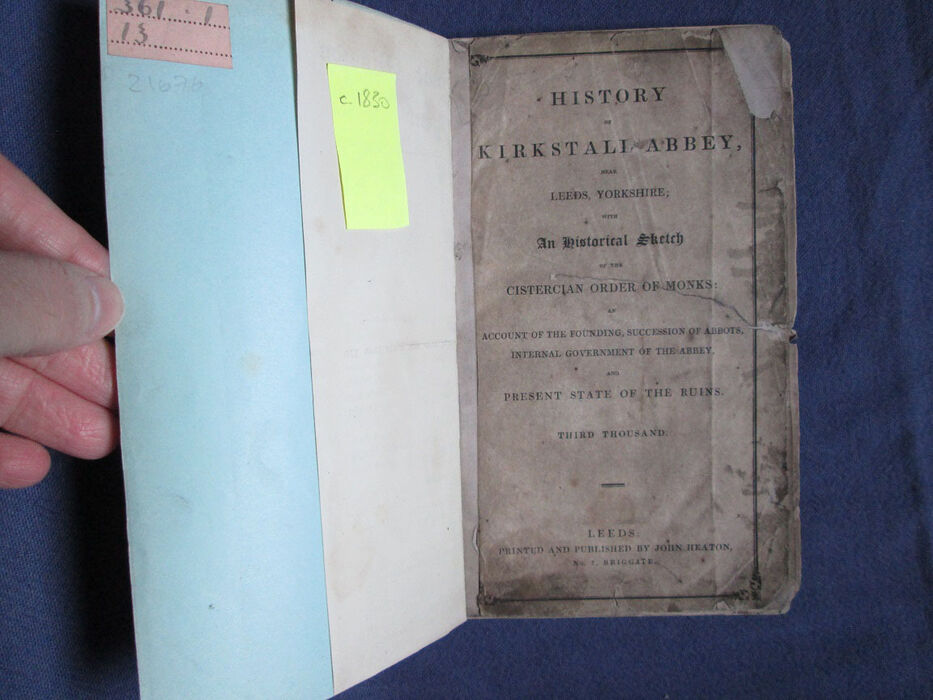 361.1
13
21676
c. 1830
HISTORY
OF
KIRKSTALL ABBEY,
NEAR
LEEDS, YORKSHIRE;
WITH
An Historical Sketch
OF THE
CISTERCIAN ORDER OF MONKS:
AN
ACCOUNT OF THE FOUNDING, SUCCESSION OF ABBOTS,
INTERNAL GOVERNMENT OF THE ABBEY,
AND
PRESENT STATE OF THE RUINS.
THIRD THOUSAND.
LEEDS:
PRINTED AND PUBLISHED BY JOHN HEATON,
No. 7, BRIGGATE.